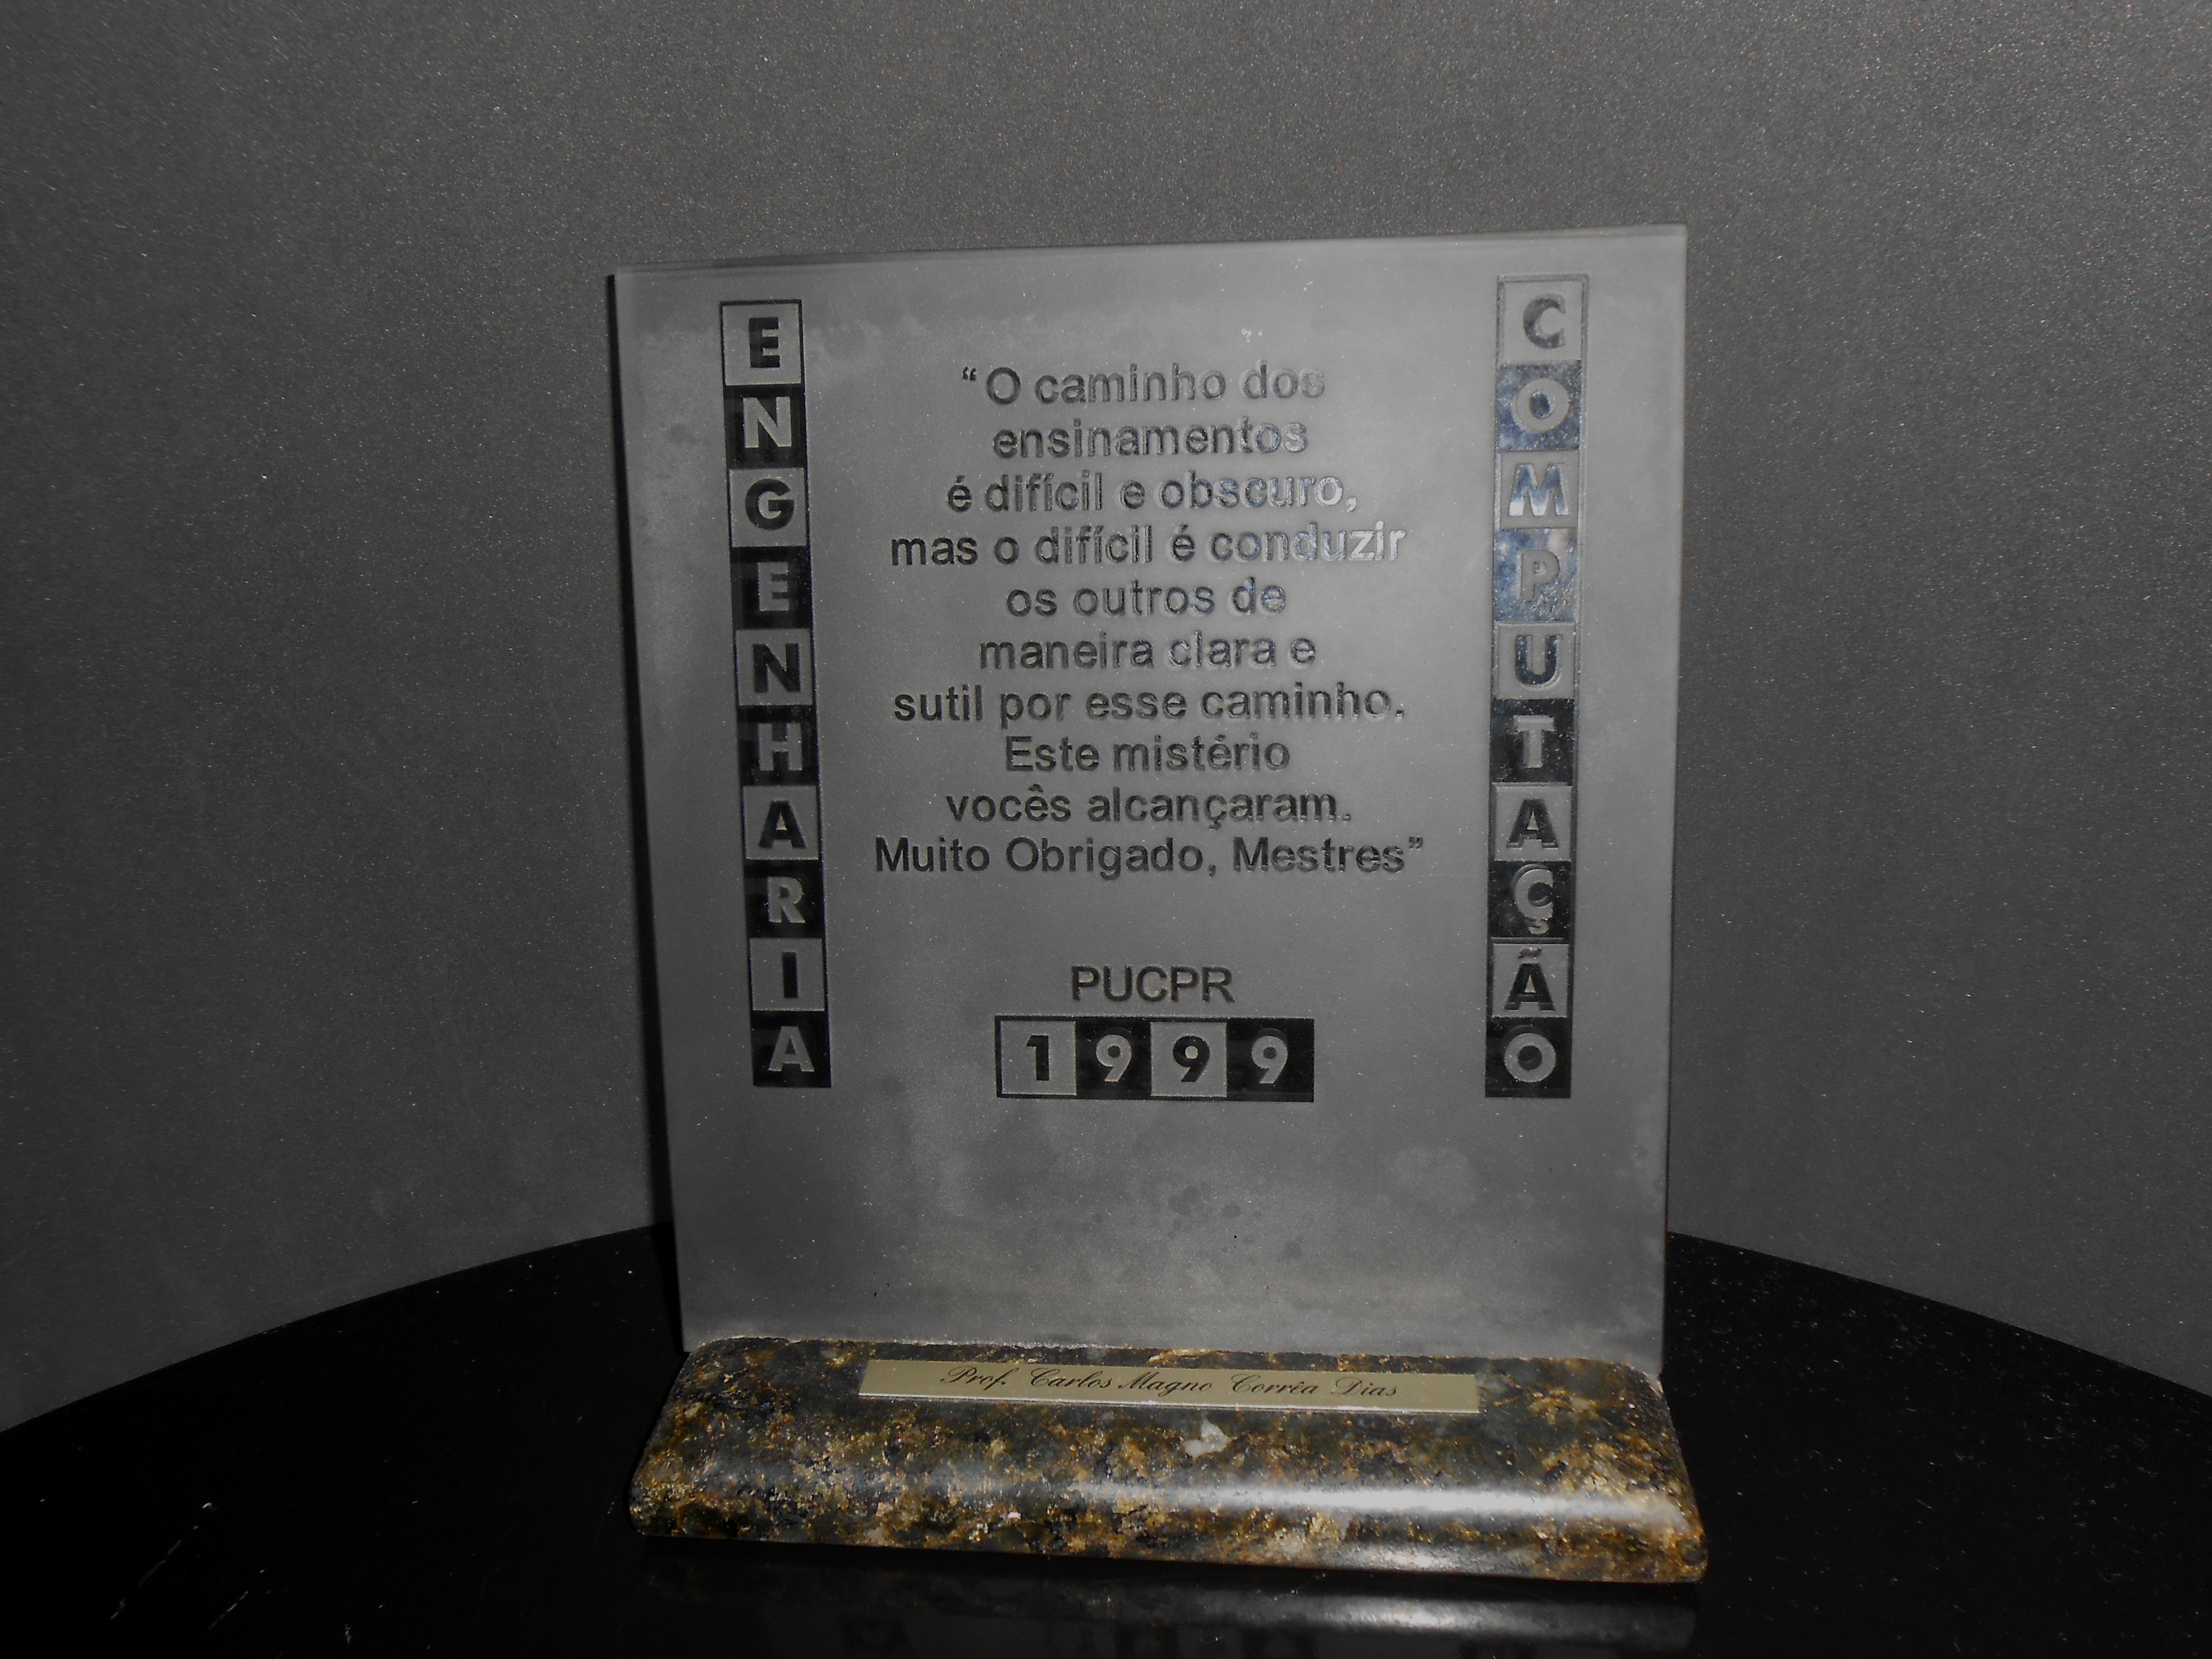 ENGENHARIA
COMPUTAÇÃO
“O caminho dos
ensinamentos
é difícil e obscuro,
mas o difícil é conduzir
os outros de
maneira clara e
sutil por esse caminho.
Este mistério
vocês alcançaram.
Muito Obrigado, Mestres”
PUCPR
1999
Prof. Carlos Magno Corrêa Dias